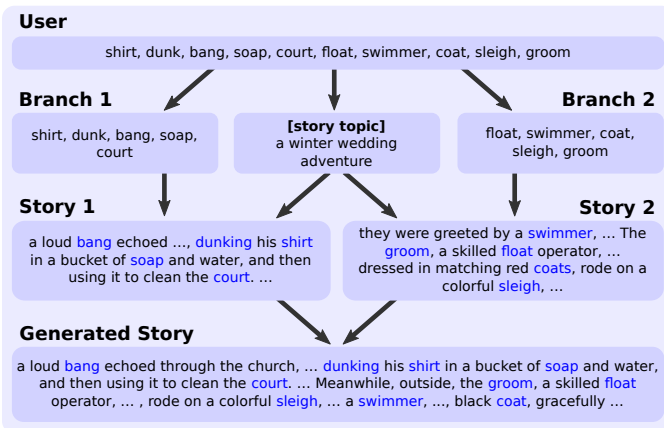 User
shirt, dunk, bang, soap, court, float, swimmer, coat, sleigh, groom
Branch 1
Branch 2
shirt, dunk, bang, soap,
court
[story topic]
a winter wedding
adventure
float, swimmer, coat,
sleigh, groom
Story 1
Story 2
a loud bang echoed ..., dunking his shirt
in a bucket of soap and water, and then
using it to clean the court. ...
they were greeted by a swimmer, ... The
groom, a skilled float operator, ...
dressed in matching red coats, rode on a
colorful sleigh, ...
Generated Story
a loud bang echoed through the church, ... dunking his shirt in a bucket of soap and water,
and then using it to clean the court. ... Meanwhile, outside, the groom, a skilled float
operator, ... , rode on a colorful sleigh, ... a swimmer, ..., black coat, gracefully ...